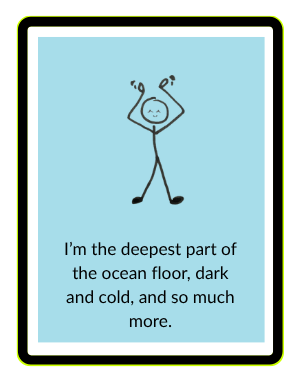 I’m the deepest part of
the ocean floor, dark
and cold, and so much
more.